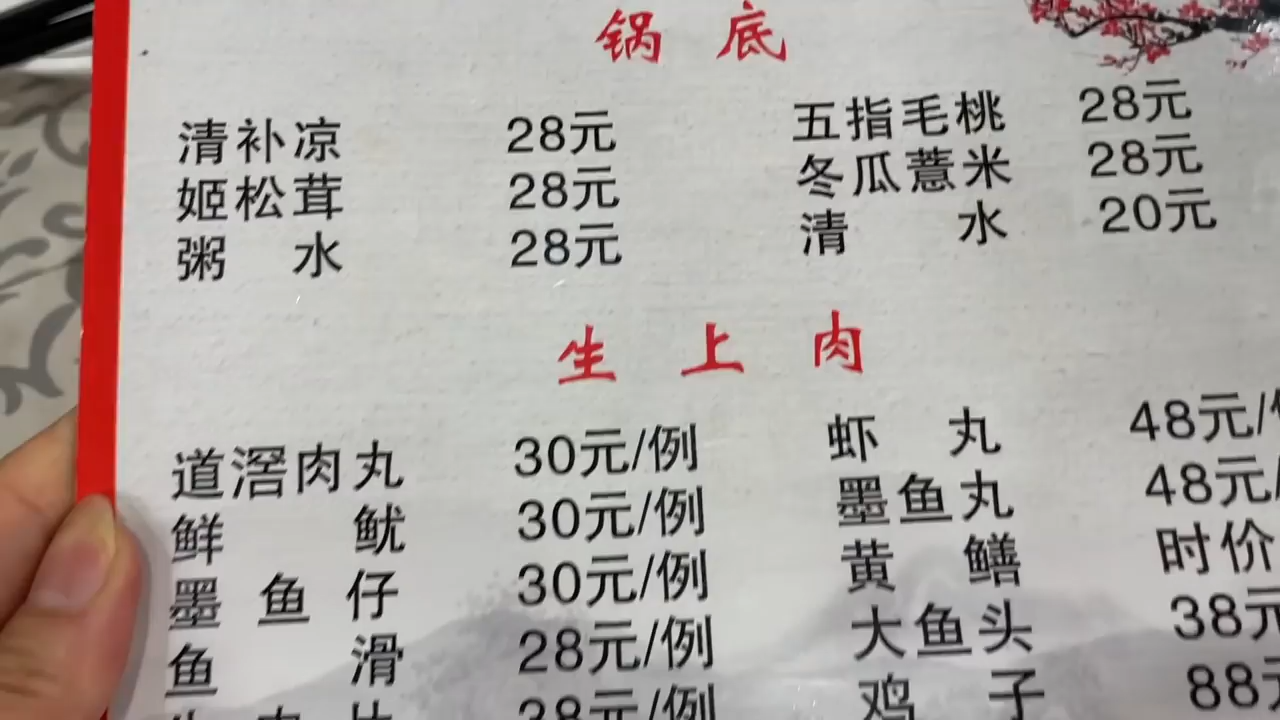 锅底
清补凉 28元 五指毛桃 28元
姬松茸 28元 冬瓜薏米 28元
粥水 28元 清水 20元
生上肉
道滘肉丸 30元/例 虾丸 48元/
鲜鱿 30元/例 墨鱼丸 48元/
墨鱼仔 30元/例 黄鳝 时价
鱼滑 28元/例 大鱼头 38元
38元/例 鸡子 88元